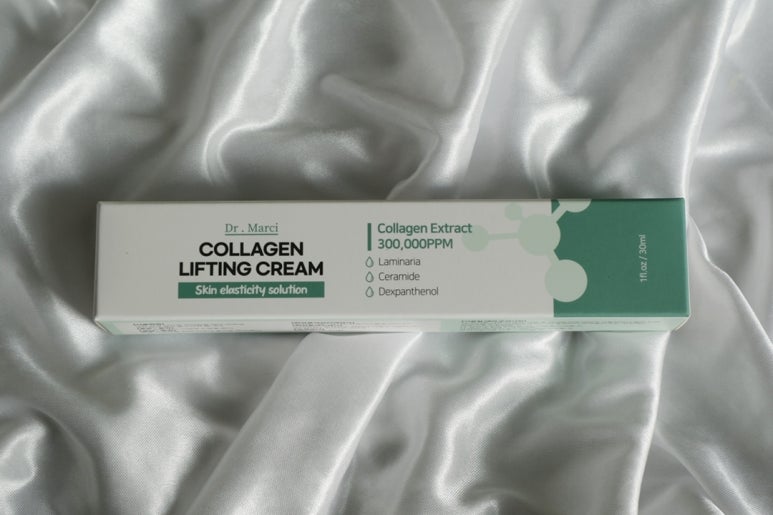 Dr. Marci
COLLAGEN
LIFTING CREAM
Skin elasticity solution
Collagen Extract
300,000PPM
Laminaria
Ceramide
Dexpanthenol
1fl.oz / 30ml